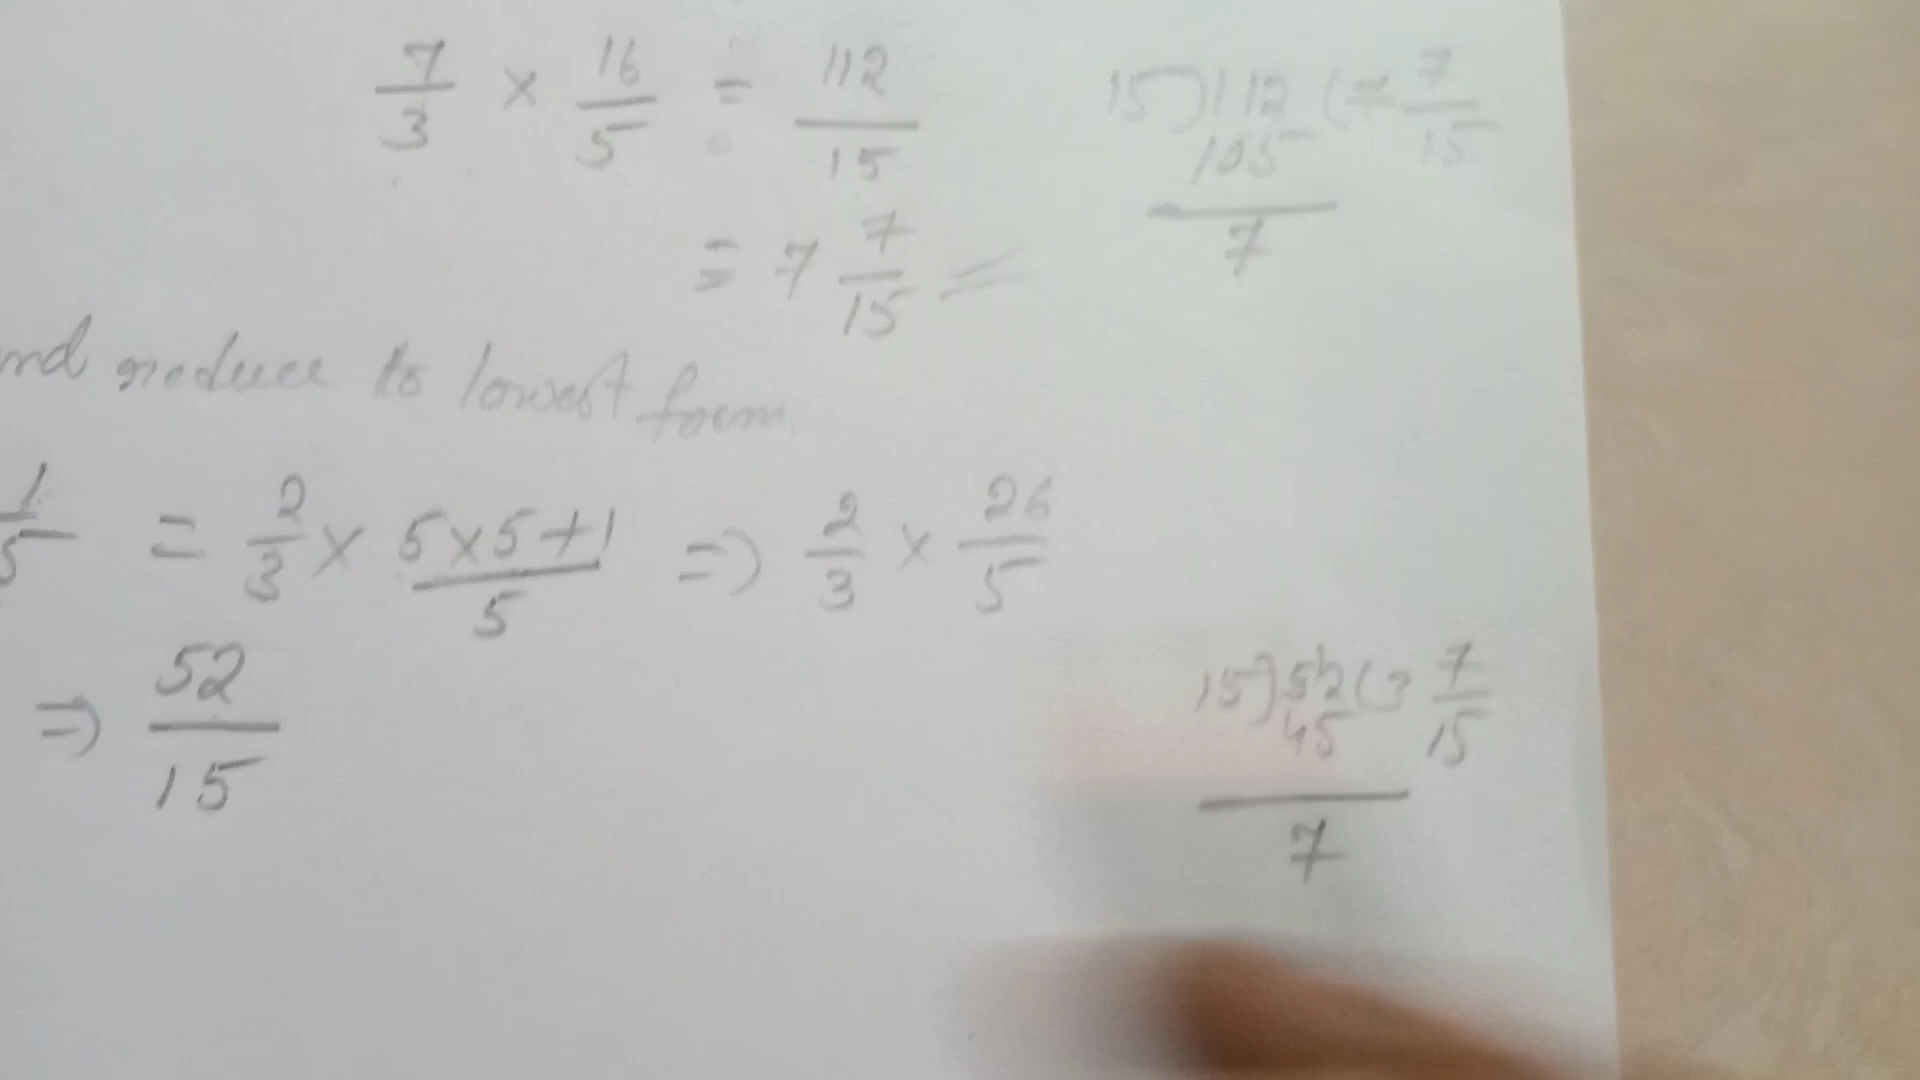 7/3 × 16/5 = 112/15
15)112(7 7/15
105
7
= 7 7/15
nd reduce to lowest form
1/5 = 2/3 × 5×5+1/5 ⇒ 2/3 × 26/5
⇒ 52/15
15)52(3 7/15
45
7